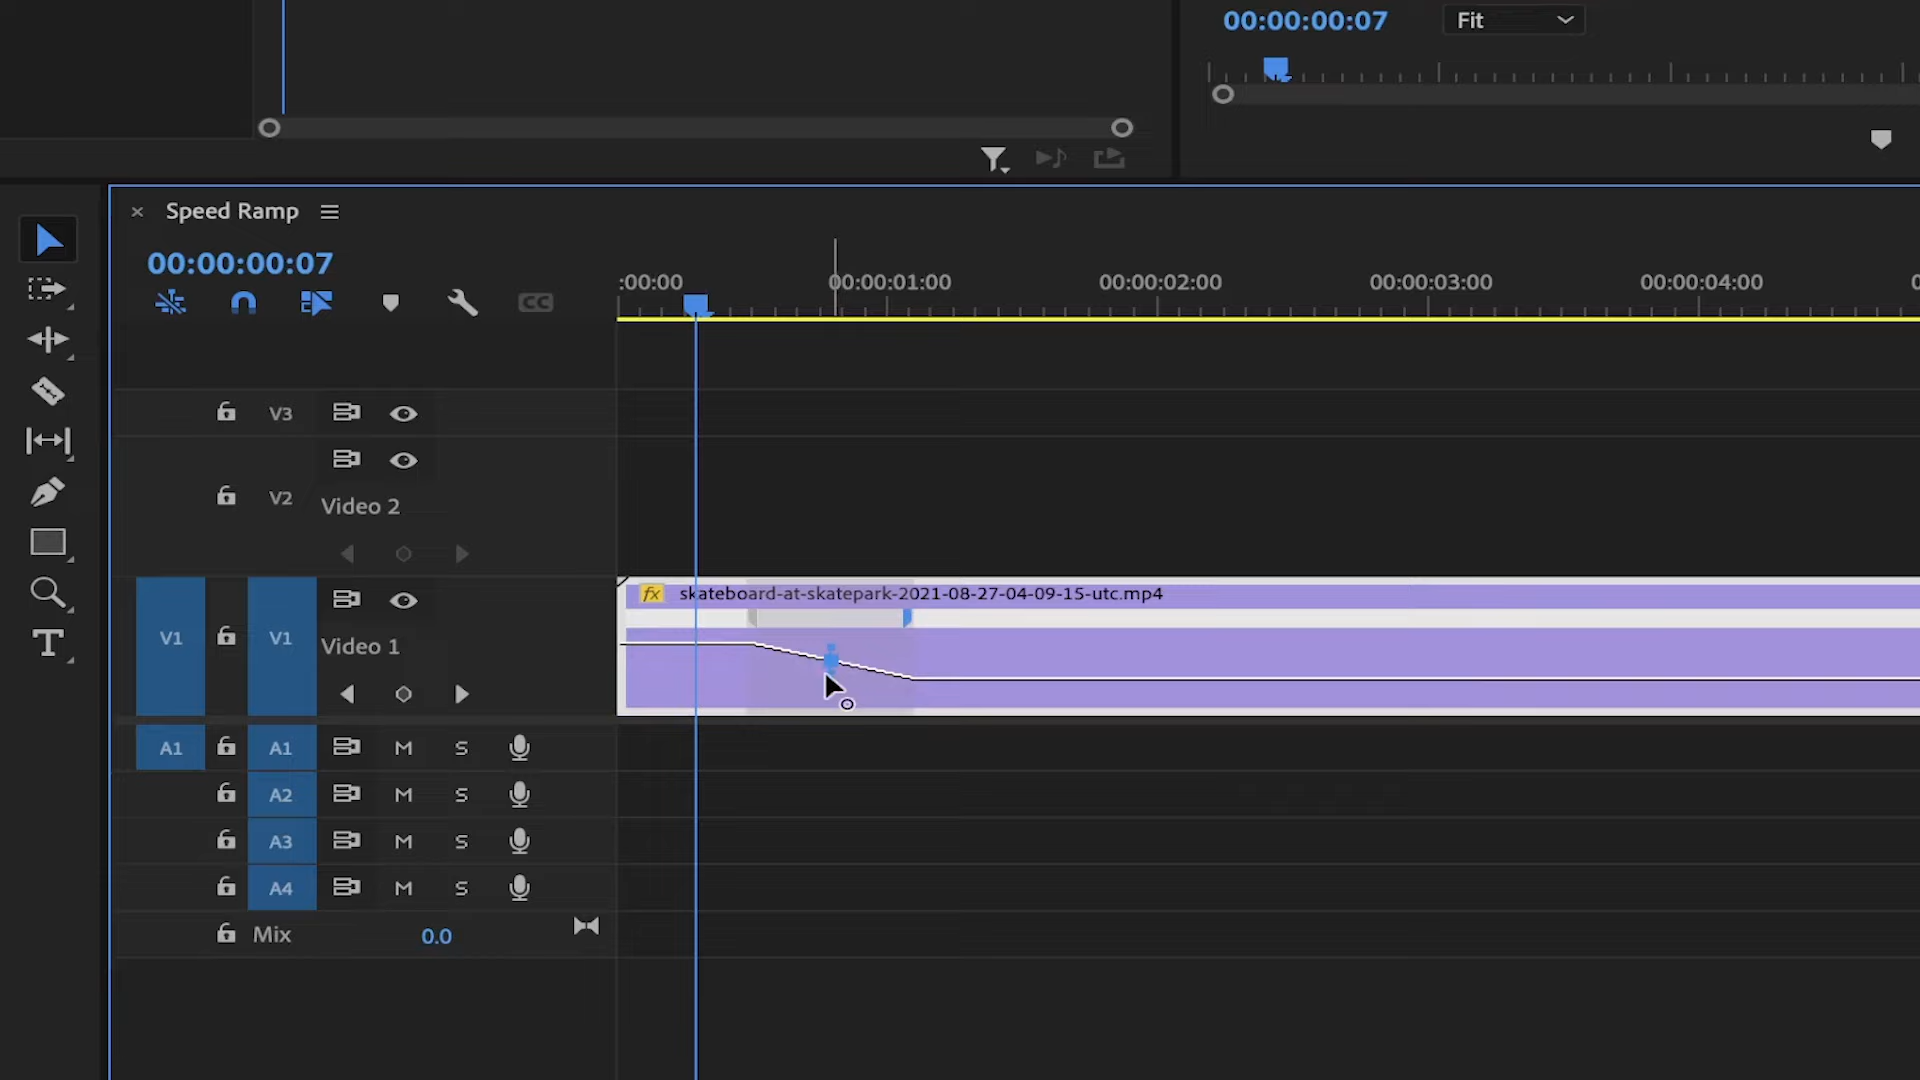 00:00:00:07
Fit
Speed Ramp
00:00:00:07
CC
:00:00
00:00:01:00
00:00:02:00
00:00:03:00
00:00:04:00
0
V3
V2
Video 2
fx
skateboard-at-skatepark-2021-08-27-04-09-15-utc.mp4
V1
V1
Video 1
A1
A1
M
S
A2
M
S
A3
M
S
A4
M
S
Mix
0.0
T